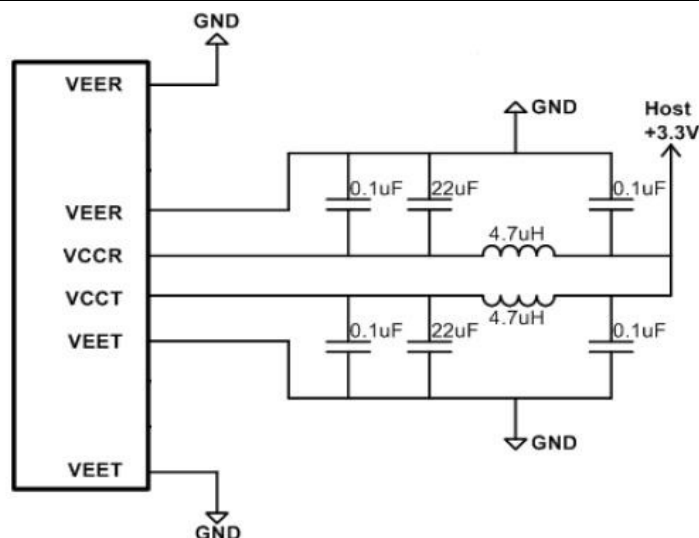 GND
VEER
GND
Host
+3.3V
0.1uF
22uF
0.1uF
VEER
4.7uH
VCCR
VCCT
4.7uH
0.1uF
22uF
0.1uF
VEET
GND
VEET
GND